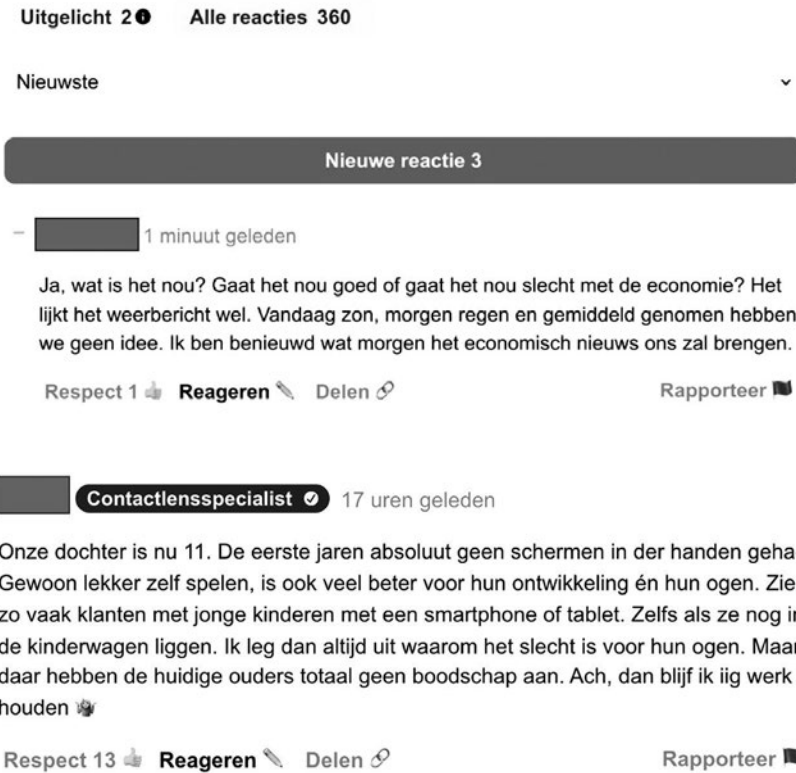 Uitgelicht 2 Alle reacties 360
Nieuwste
Nieuwe reactie 3
1 minuut geleden
Ja, wat is het nou? Gaat het nou goed of gaat het nou slecht met de economie? Het
lijkt het weerbericht wel. Vandaag zon, morgen regen en gemiddeld genomen hebben
we geen idee. Ik ben benieuwd wat morgen het economisch nieuws ons zal brengen.
Respect 1 Reageren Delen Rapporteer
Contactlensspecialist 17 uren geleden
Onze dochter is nu 11. De eerste jaren absoluut geen schermen in der handen geha
Gewoon lekker zelf spelen, is ook veel beter voor hun ontwikkeling én hun ogen. Zie
zo vaak klanten met jonge kinderen met een smartphone of tablet. Zelfs als ze nog in
de kinderwagen liggen. Ik leg dan altijd uit waarom het slecht is voor hun ogen. Maar
daar hebben de huidige ouders totaal geen boodschap aan. Ach, dan blijf ik iig werk
houden
Respect 13 Reageren Delen Rapporteer